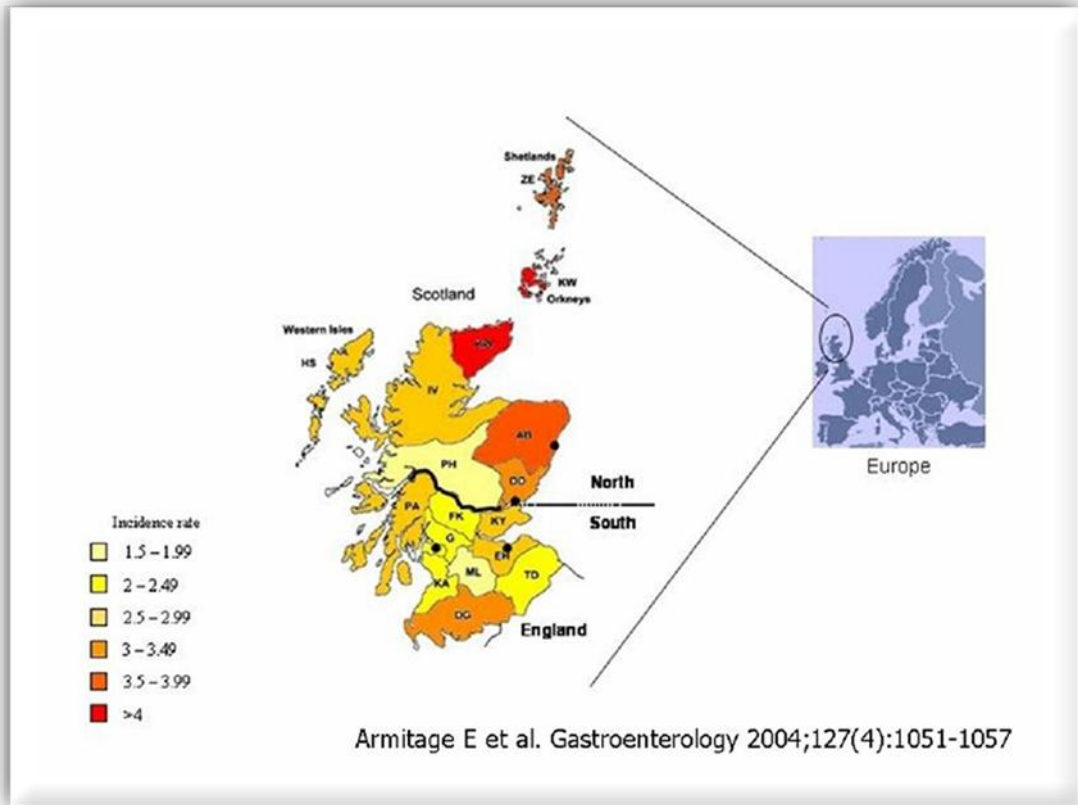 Shetlands
ZE
KW
Orkneys
Scotland
Western Isles
HS
KW
IV
AB
PH
DD
North
South
PA
FK
KY
G
EH
ML
KA
TD
DG
England
Europe
Incidence rate
1.5 – 1.99
2 – 2.49
2.5 – 2.99
3 – 3.49
3.5 – 3.99
>4
Armitage E et al. Gastroenterology 2004;127(4):1051-1057